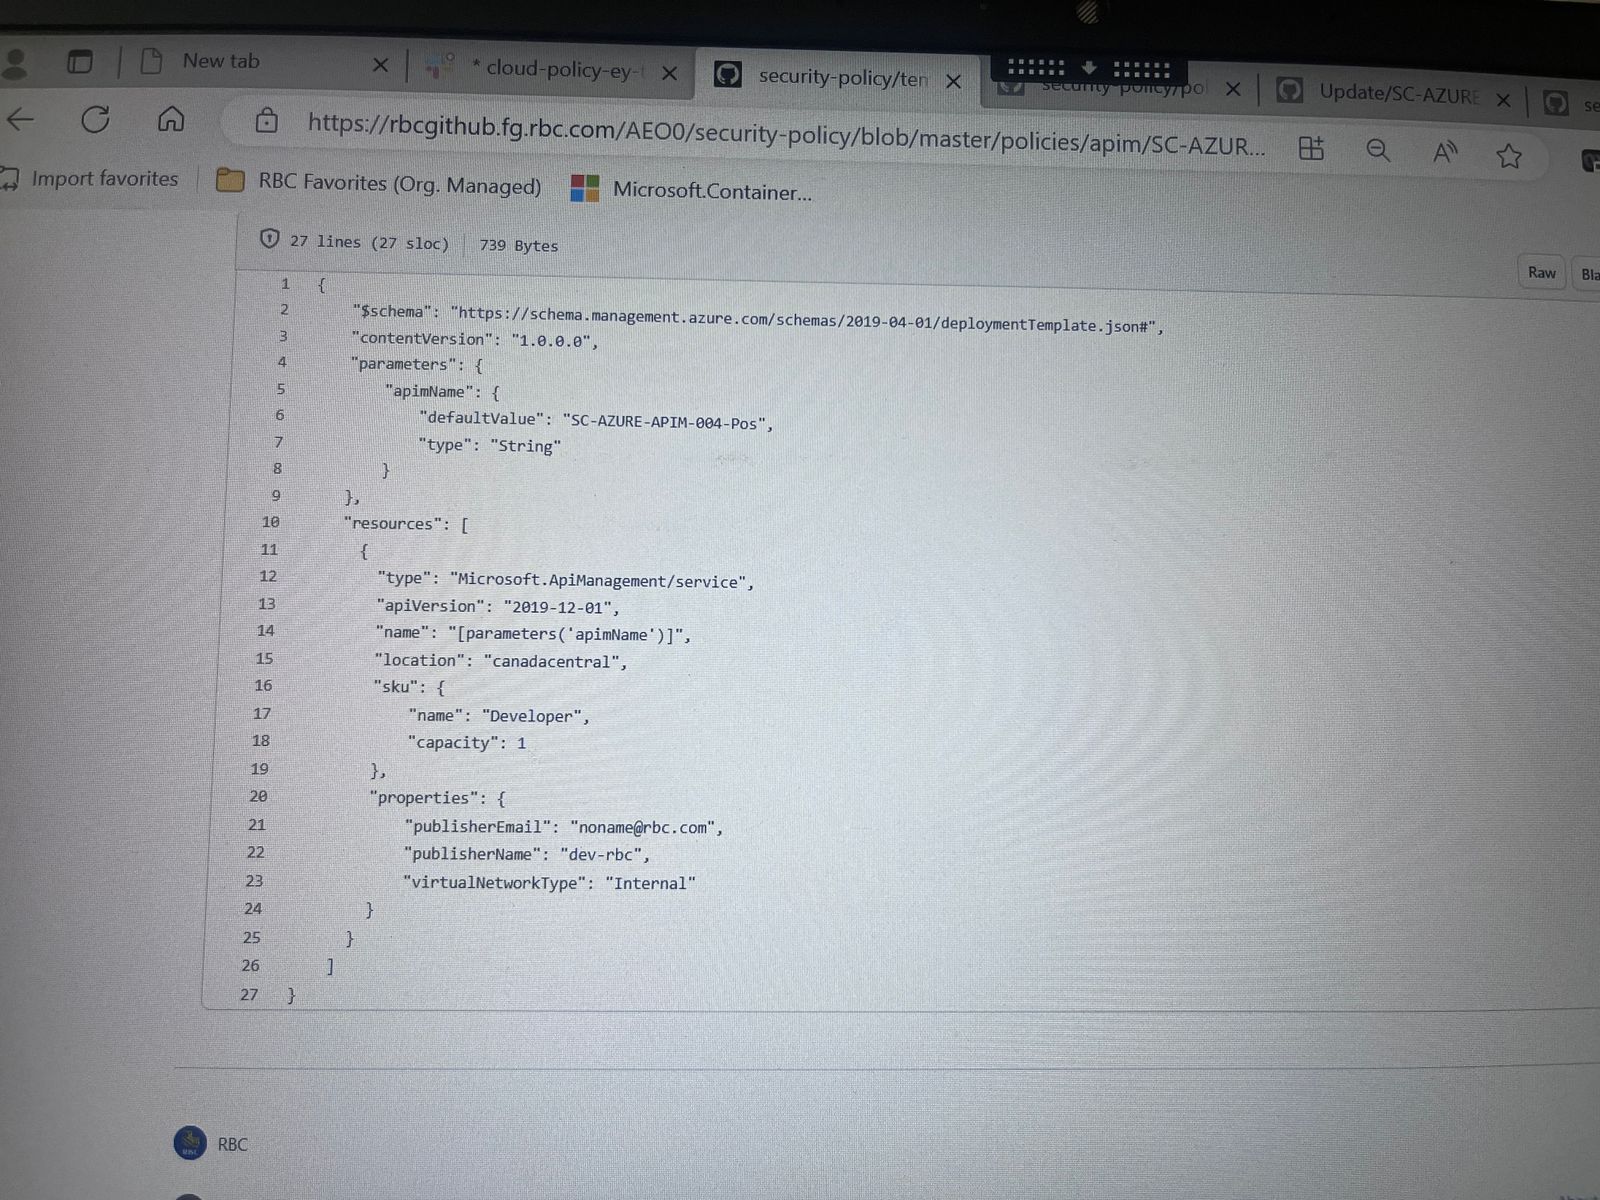 New tab
* cloud-policy-ey-
security-policy/ten
security-policy/po
Update/SC-AZURE
se
https://rbcgithub.fg.rbc.com/AEO0/security-policy/blob/master/policies/apim/SC-AZUR...
Import favorites
RBC Favorites (Org. Managed)
Microsoft.Container...
27 lines (27 sloc)
739 Bytes
Raw
Bla
1 {
2 "$schema": "https://schema.management.azure.com/schemas/2019-04-01/deploymentTemplate.json#",
3 "contentVersion": "1.0.0.0",
4 "parameters": {
5 "apimName": {
6 "defaultValue": "SC-AZURE-APIM-004-Pos",
7 "type": "String"
8 }
9 },
10 "resources": [
11 {
12 "type": "Microsoft.ApiManagement/service",
13 "apiVersion": "2019-12-01",
14 "name": "[parameters('apimName')]",
15 "location": "canadacentral",
16 "sku": {
17 "name": "Developer",
18 "capacity": 1
19 },
20 "properties": {
21 "publisherEmail": "noname@rbc.com",
22 "publisherName": "dev-rbc",
23 "virtualNetworkType": "Internal"
24 }
25 }
26 ]
27 }
RBC
RBC